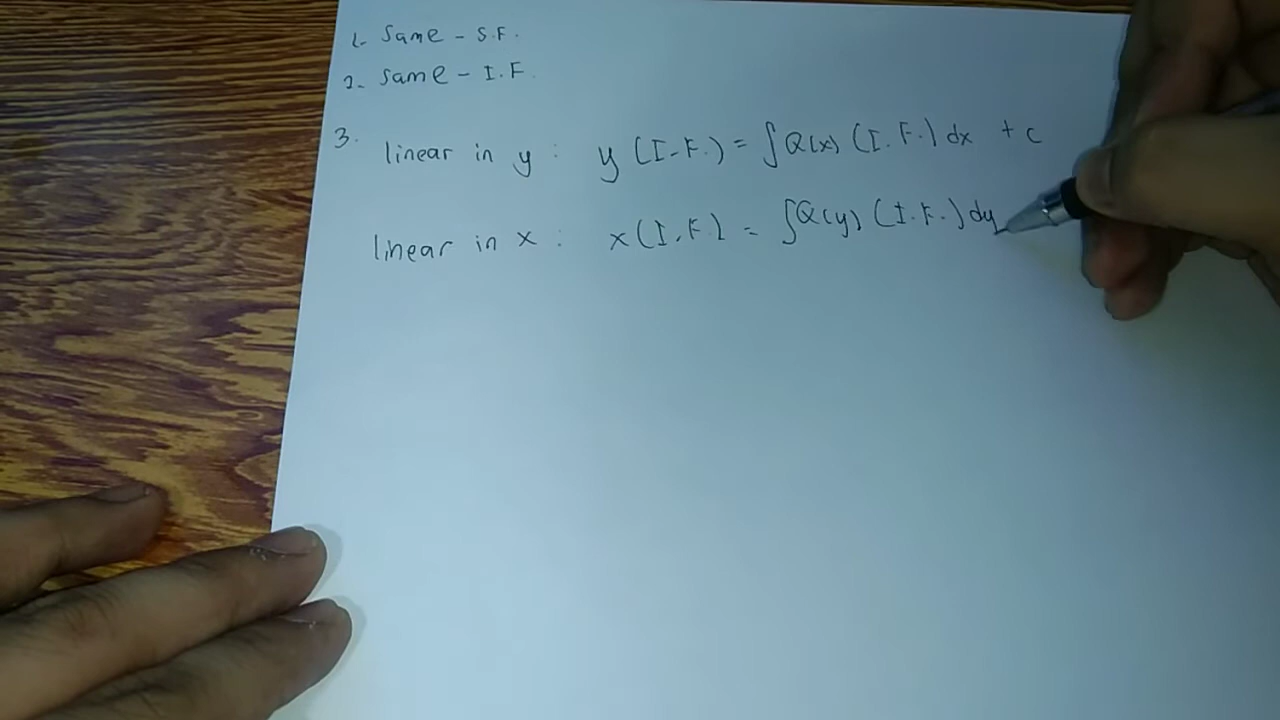 1. Same - S.F.
2. Same - I.F.
3. linear in y : y (I.F.) = ∫Q(x) (I.F.) dx + c
linear in x : x (I.F.) = ∫Q(y) (I.F.) dy